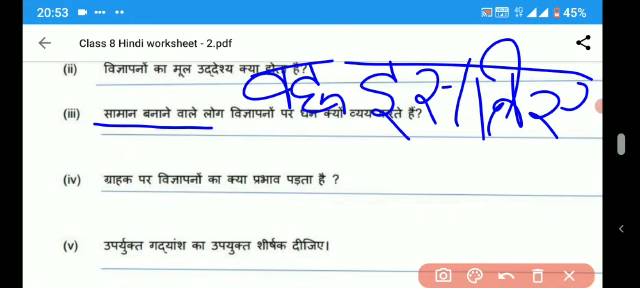 20:53 4G 45%
Class 8 Hindi worksheet - 2.pdf
(ii) विज्ञापनों का मूल उद्देश्य क्या होता है?
(iii) सामान बनाने वाले लोग विज्ञापनों पर धन क्यों व्यय करते हैं?
(iv) ग्राहक पर विज्ञापनों का क्या प्रभाव पड़ता है ?
(v) उपर्युक्त गद्यांश का उपयुक्त शीर्षक दीजिए।